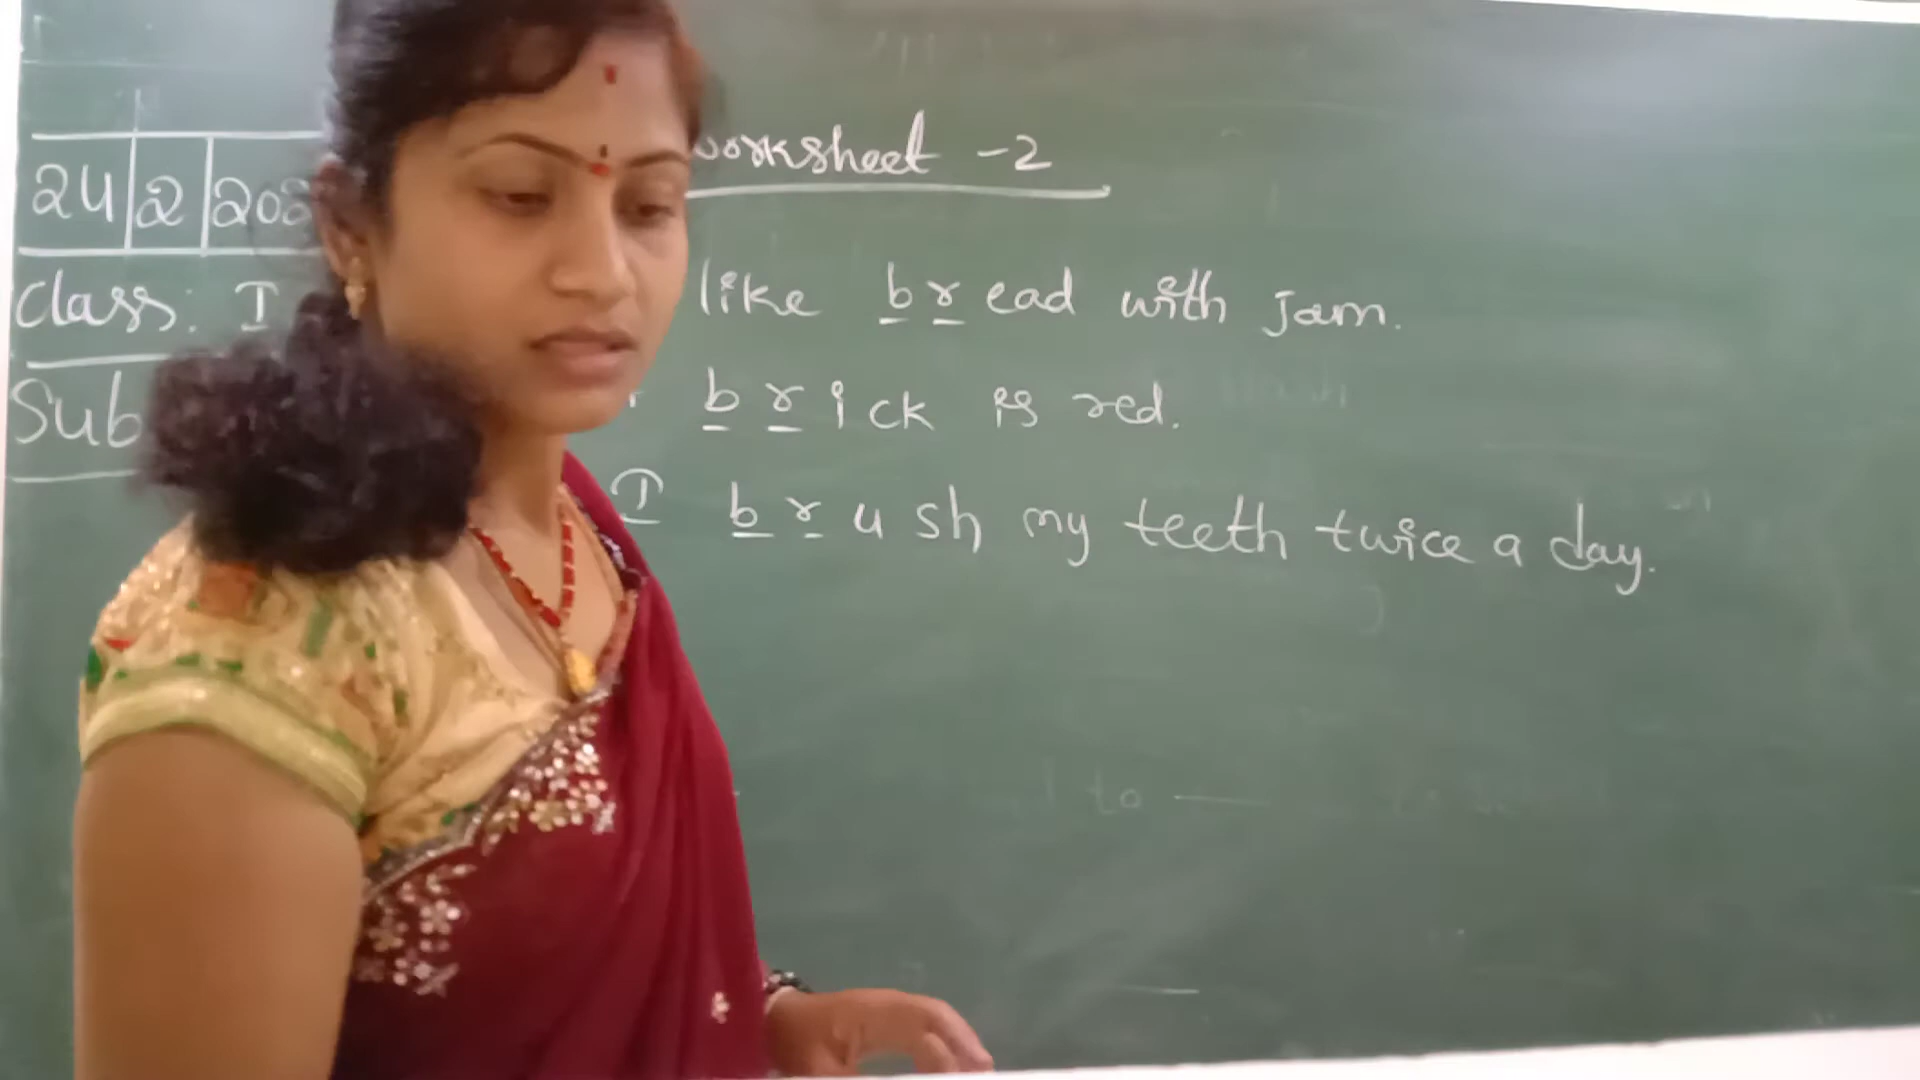 worksheet -2
24 2 202
Class: I
like bread with jam.
Sub
brick is red.
I brush my teeth twice a day.
to